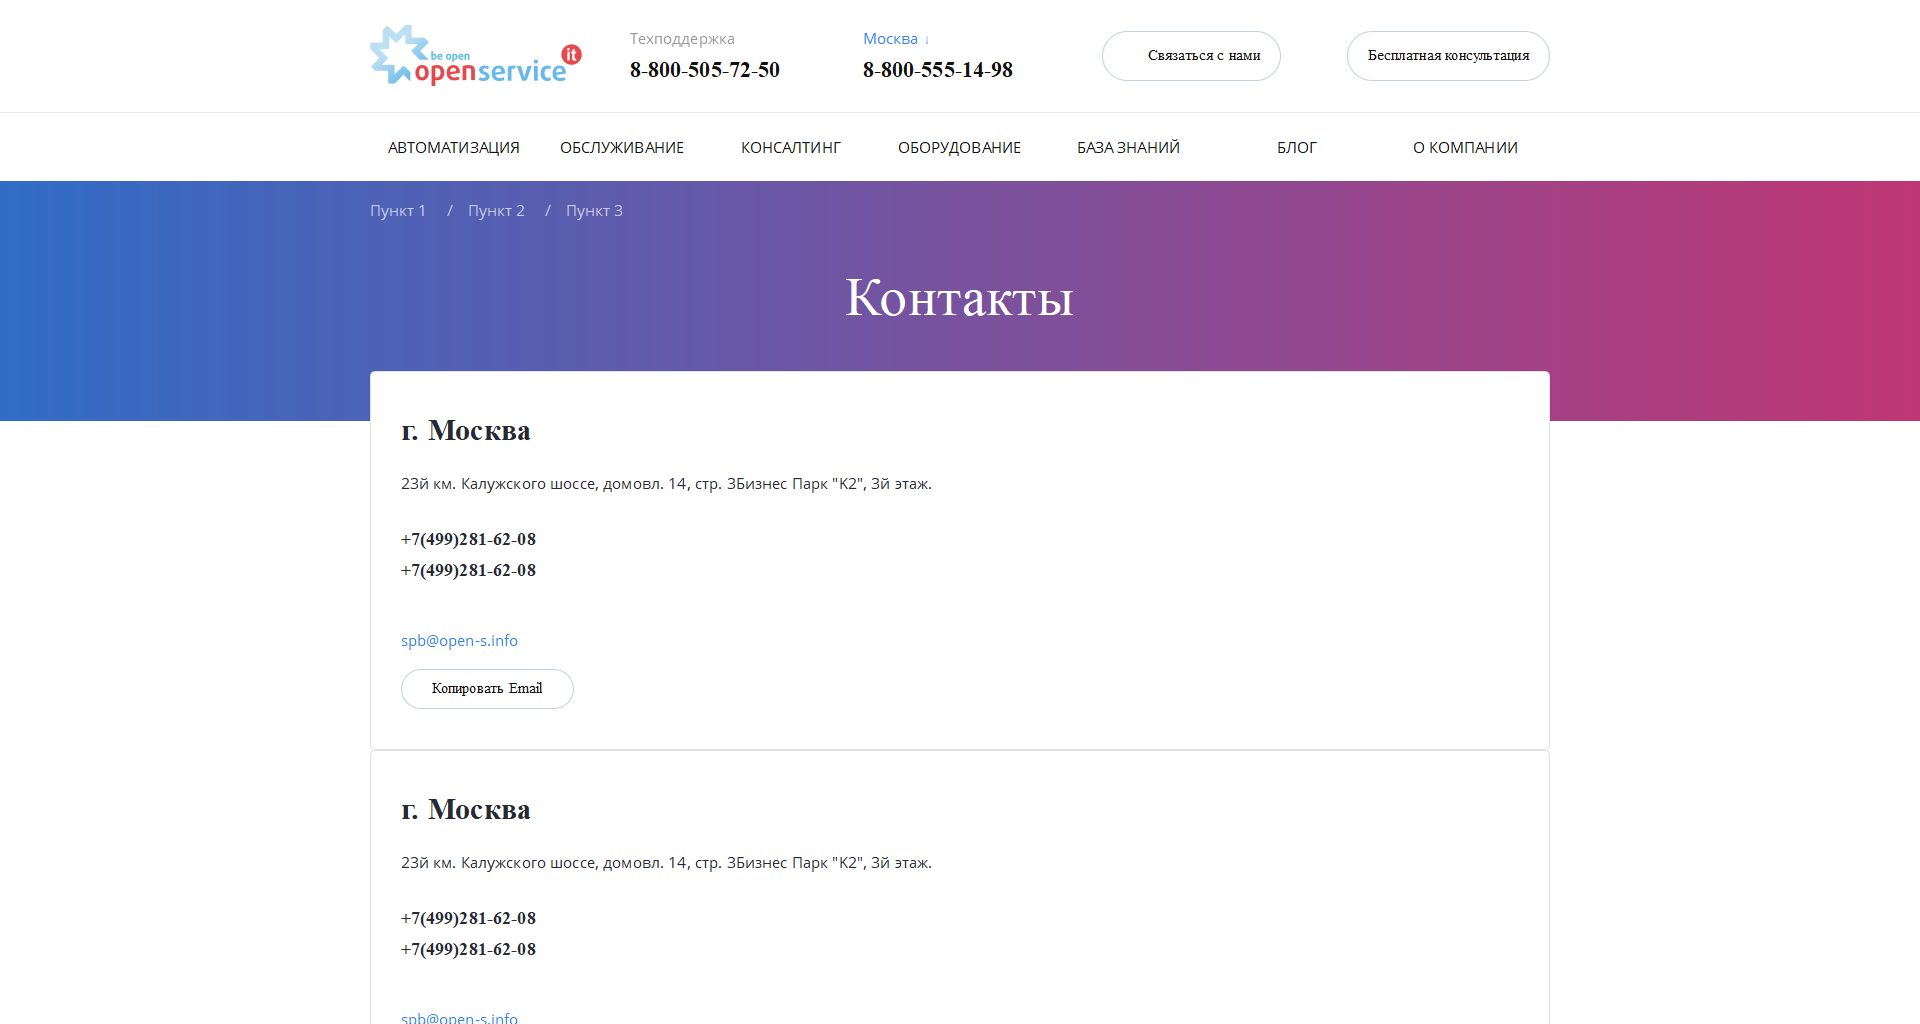 be open
openservice it
Техподдержка
8-800-505-72-50
Москва ↓
8-800-555-14-98
Связаться с нами
Бесплатная консультация
АВТОМАТИЗАЦИЯ ОБСЛУЖИВАНИЕ КОНСАЛТИНГ ОБОРУДОВАНИЕ БАЗА ЗНАНИЙ БЛОГ О КОМПАНИИ
Пункт 1 / Пункт 2 / Пункт 3
Контакты
г. Москва
23й км. Калужского шоссе, домовл. 14, стр. 3Бизнес Парк "К2", 3й этаж.
+7(499)281-62-08
+7(499)281-62-08
spb@open-s.info
Копировать Email
г. Москва
23й км. Калужского шоссе, домовл. 14, стр. 3Бизнес Парк "К2", 3й этаж.
+7(499)281-62-08
+7(499)281-62-08
spb@open-s.info